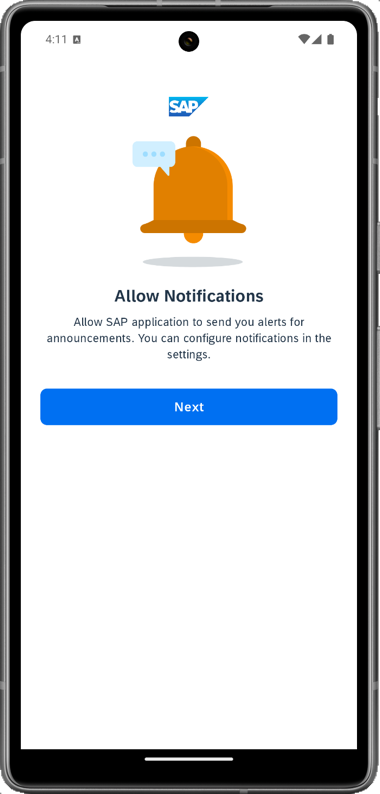 4:11
SAP
Allow Notifications
Allow SAP application to send you alerts for
announcements. You can configure notifications in the
settings.
Next